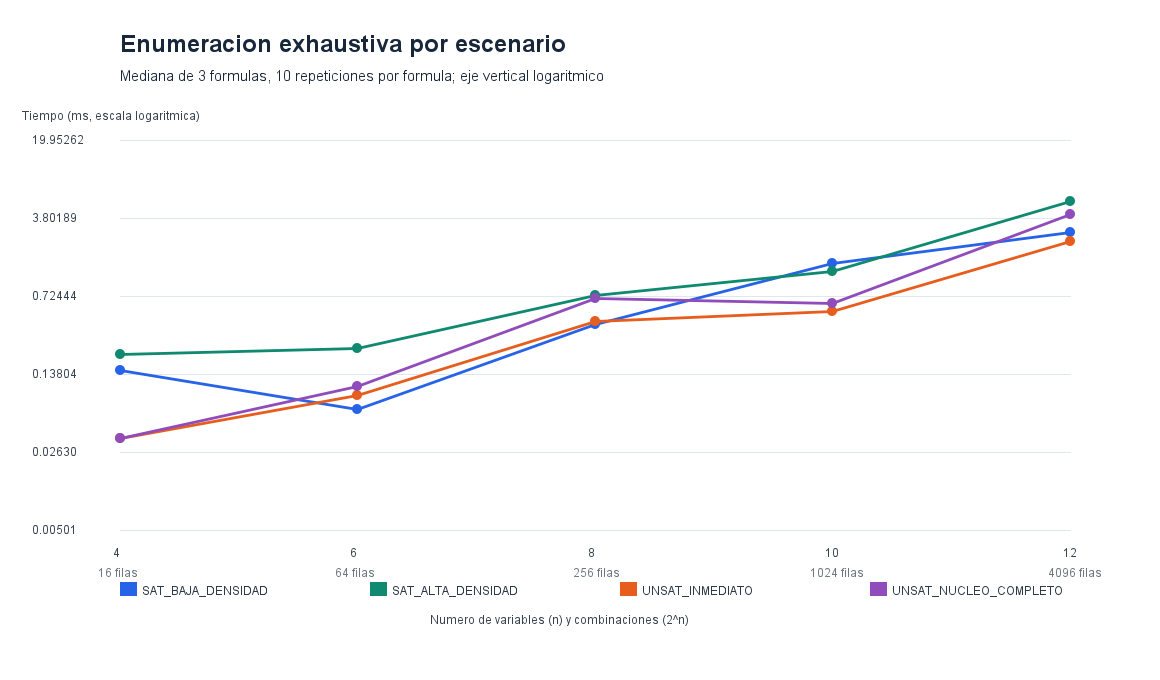 Enumeracion exhaustiva por escenario
Mediana de 3 formulas, 10 repeticiones por formula; eje vertical logaritmico
Tiempo (ms, escala logaritmica)
19.95262
3.80189
0.72444
0.13804
0.02630
0.00501
4 6 8 10 12
16 filas 64 filas 256 filas 1024 filas 4096 filas
SAT_BAJA_DENSIDAD SAT_ALTA_DENSIDAD UNSAT_INMEDIATO UNSAT_NUCLEO_COMPLETO
Numero de variables (n) y combinaciones (2^n)